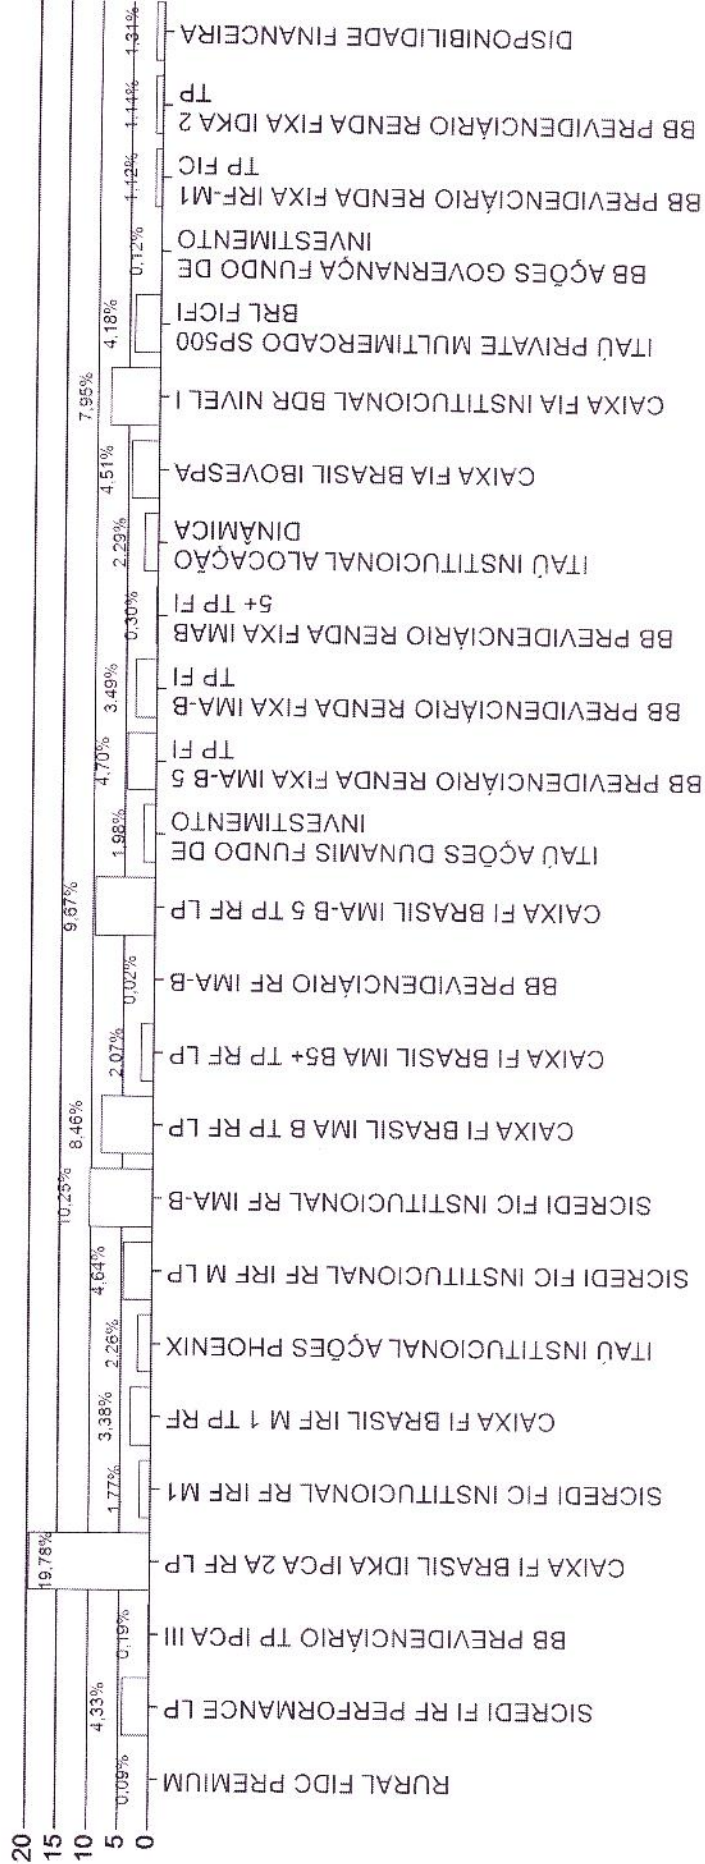 20
15
10
5
0
0,09%
4,33%
0,19%
19,78%
1,77%
3,38%
2,26%
4,64%
10,25%
8,46%
2,07%
0,02%
9,67%
1,98%
4,70%
3,49%
0,30%
2,29%
4,51%
7,95%
4,18%
0,12%
1,12%
1,14%
1,31%
RURAL FIDC PREMIUM
SICREDI FI RF PERFORMANCE LP
BB PREVIDENCIÁRIO TP IPCA III
CAIXA FI BRASIL IDKA IPCA 2A RF LP
SICREDI FIC INSTITUCIONAL RF IRF M1
CAIXA FI BRASIL IRF M 1 TP RF
ITAÚ INSTITUCIONAL AÇÕES PHOENIX
SICREDI FIC INSTITUCIONAL RF IRF M LP
SICREDI FIC INSTITUCIONAL RF IMA-B
CAIXA FI BRASIL IMA B TP RF LP
CAIXA FI BRASIL IMA B5+ TP RF LP
BB PREVIDENCIÁRIO RF IMA-B
CAIXA FI BRASIL IMA-B 5 TP RF LP
ITAÚ AÇÕES DUNAMIS FUNDO DE
INVESTIMENTO
BB PREVIDENCIÁRIO RENDA FIXA IMA-B 5
TP FI
BB PREVIDENCIÁRIO RENDA FIXA IMA-B
TP FI
BB PREVIDENCIÁRIO RENDA FIXA IMAB
5+ TP FI
ITAÚ INSTITUCIONAL ALOCAÇÃO
DINÂMICA
CAIXA FIA BRASIL IBOVESPA
CAIXA FIA INSTITUCIONAL BDR NIVEL I
ITAÚ PRIVATE MULTIMERCADO SP500
BRL FICFI
BB AÇÕES GOVERNANÇA FUNDO DE
INVESTIMENTO
BB PREVIDENCIÁRIO RENDA FIXA IRF-M1
TP FIC
BB PREVIDENCIÁRIO RENDA FIXA IDKA 2
TP
DISPONIBILIDADE FINANCEIRA